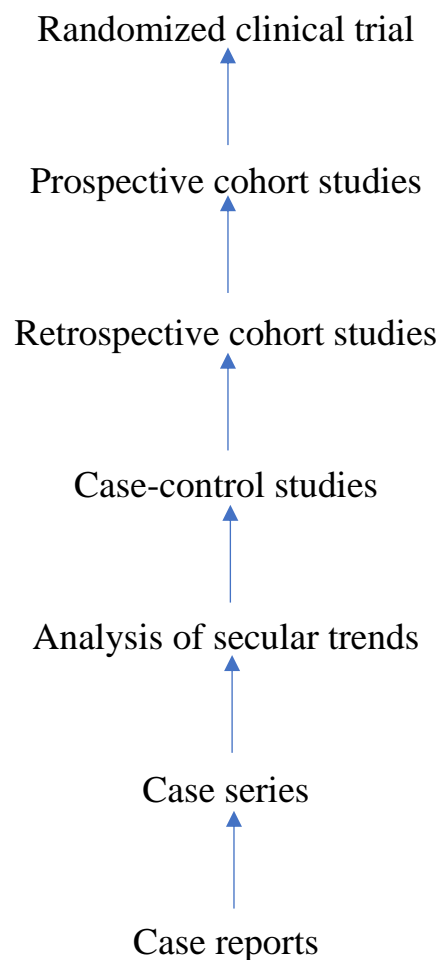 Randomized clinical trial
Prospective cohort studies
Retrospective cohort studies
Case-control studies
Analysis of secular trends
Case series
Case reports